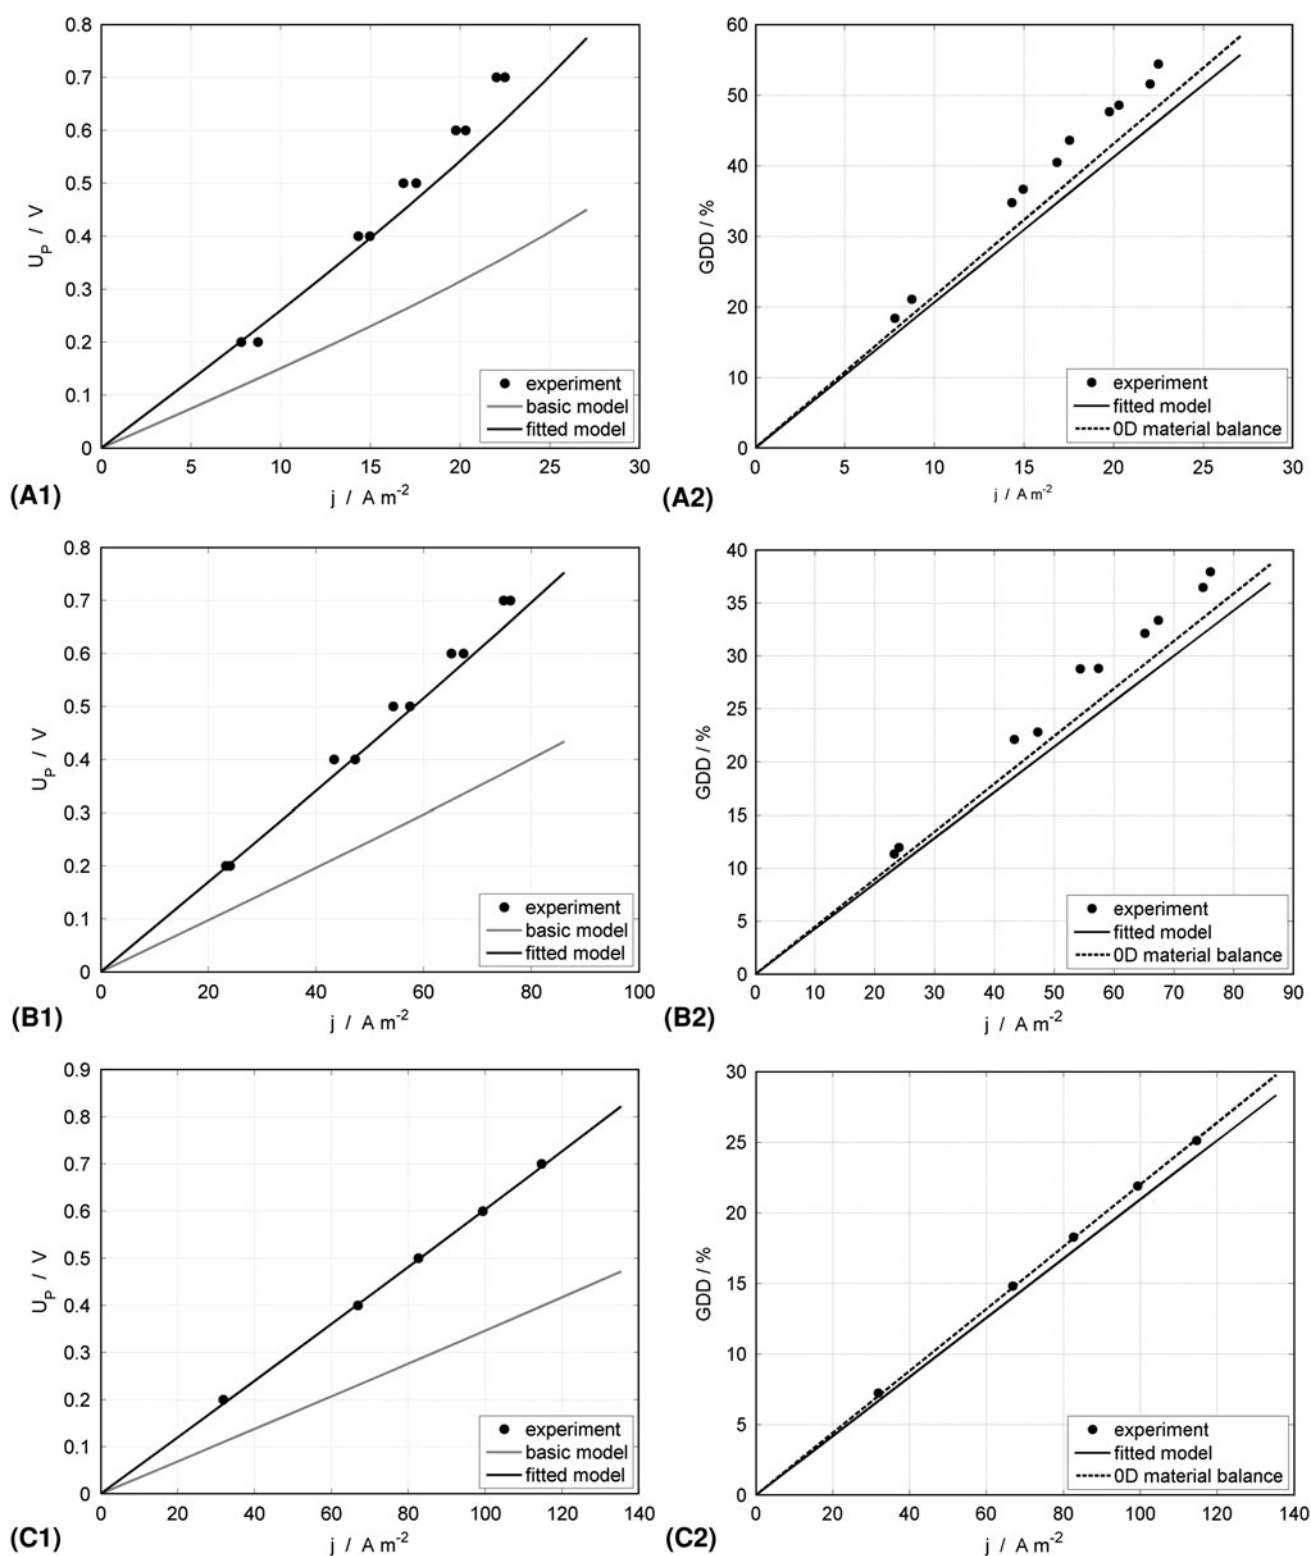 0.8
0.7
0.6
0.5
0.4
0.3
0.2
0.1
0
U_P / V
0 5 10 15 20 25 30
j / A m⁻²
experiment
basic model
fitted model
(A1)
60
50
40
30
20
10
0
GDD / %
0 5 10 15 20 25 30
j / A m⁻²
experiment
fitted model
0D material balance
(A2)
0.8
0.7
0.6
0.5
0.4
0.3
0.2
0.1
0
U_P / V
0 20 40 60 80 100
j / A m⁻²
experiment
basic model
fitted model
(B1)
40
35
30
25
20
15
10
5
0
GDD / %
0 10 20 30 40 50 60 70 80 90
j / A m⁻²
experiment
fitted model
0D material balance
(B2)
0.9
0.8
0.7
0.6
0.5
0.4
0.3
0.2
0.1
0
U_P / V
0 20 40 60 80 100 120 140
j / A m⁻²
experiment
basic model
fitted model
(C1)
30
25
20
15
10
5
0
GDD / %
0 20 40 60 80 100 120 140
j / A m⁻²
experiment
fitted model
0D material balance
(C2)